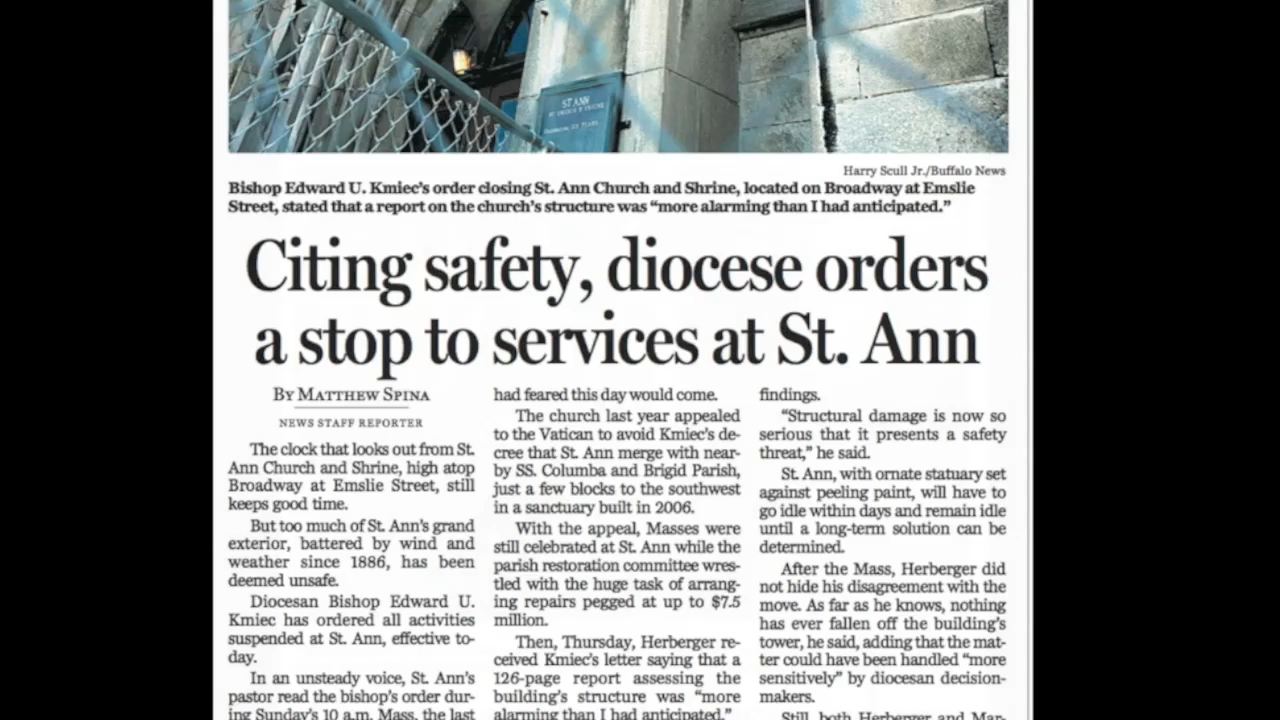 ST ANN
Harry Scull Jr./Buffalo News
Bishop Edward U. Kmiec’s order closing St. Ann Church and Shrine, located on Broadway at Emslie
Street, stated that a report on the church’s structure was “more alarming than I had anticipated.”
Citing safety, diocese orders
a stop to services at St. Ann
By Matthew Spina
NEWS STAFF REPORTER
The clock that looks out from St.
Ann Church and Shrine, high atop
Broadway at Emslie Street, still
keeps good time.
But too much of St. Ann’s grand
exterior, battered by wind and
weather since 1886, has been
deemed unsafe.
Diocesan Bishop Edward U.
Kmiec has ordered all activities
suspended at St. Ann, effective to-
day.
In an unsteady voice, St. Ann’s
pastor read the bishop’s order dur-
ing Sunday’s 10 a.m. Mass, the last
had feared this day would come.
The church last year appealed
to the Vatican to avoid Kmiec’s de-
cree that St. Ann merge with near-
by SS. Columba and Brigid Parish,
just a few blocks to the southwest
in a sanctuary built in 2006.
With the appeal, Masses were
still celebrated at St. Ann while the
parish restoration committee wres-
tled with the huge task of arrang-
ing repairs pegged at up to $7.5
million.
Then, Thursday, Herberger re-
ceived Kmiec’s letter saying that a
126-page report assessing the
building’s structure was “more
alarming than I had anticipated.”
findings.
“Structural damage is now so
serious that it presents a safety
threat,” he said.
St. Ann, with ornate statuary set
against peeling paint, will have to
go idle within days and remain idle
until a long-term solution can be
determined.
After the Mass, Herberger did
not hide his disagreement with the
move. As far as he knows, nothing
has ever fallen off the building’s
tower, he said, adding that the mat-
ter could have been handled “more
sensitively” by diocesan decision-
makers.
Still, both Herberger and Mar-